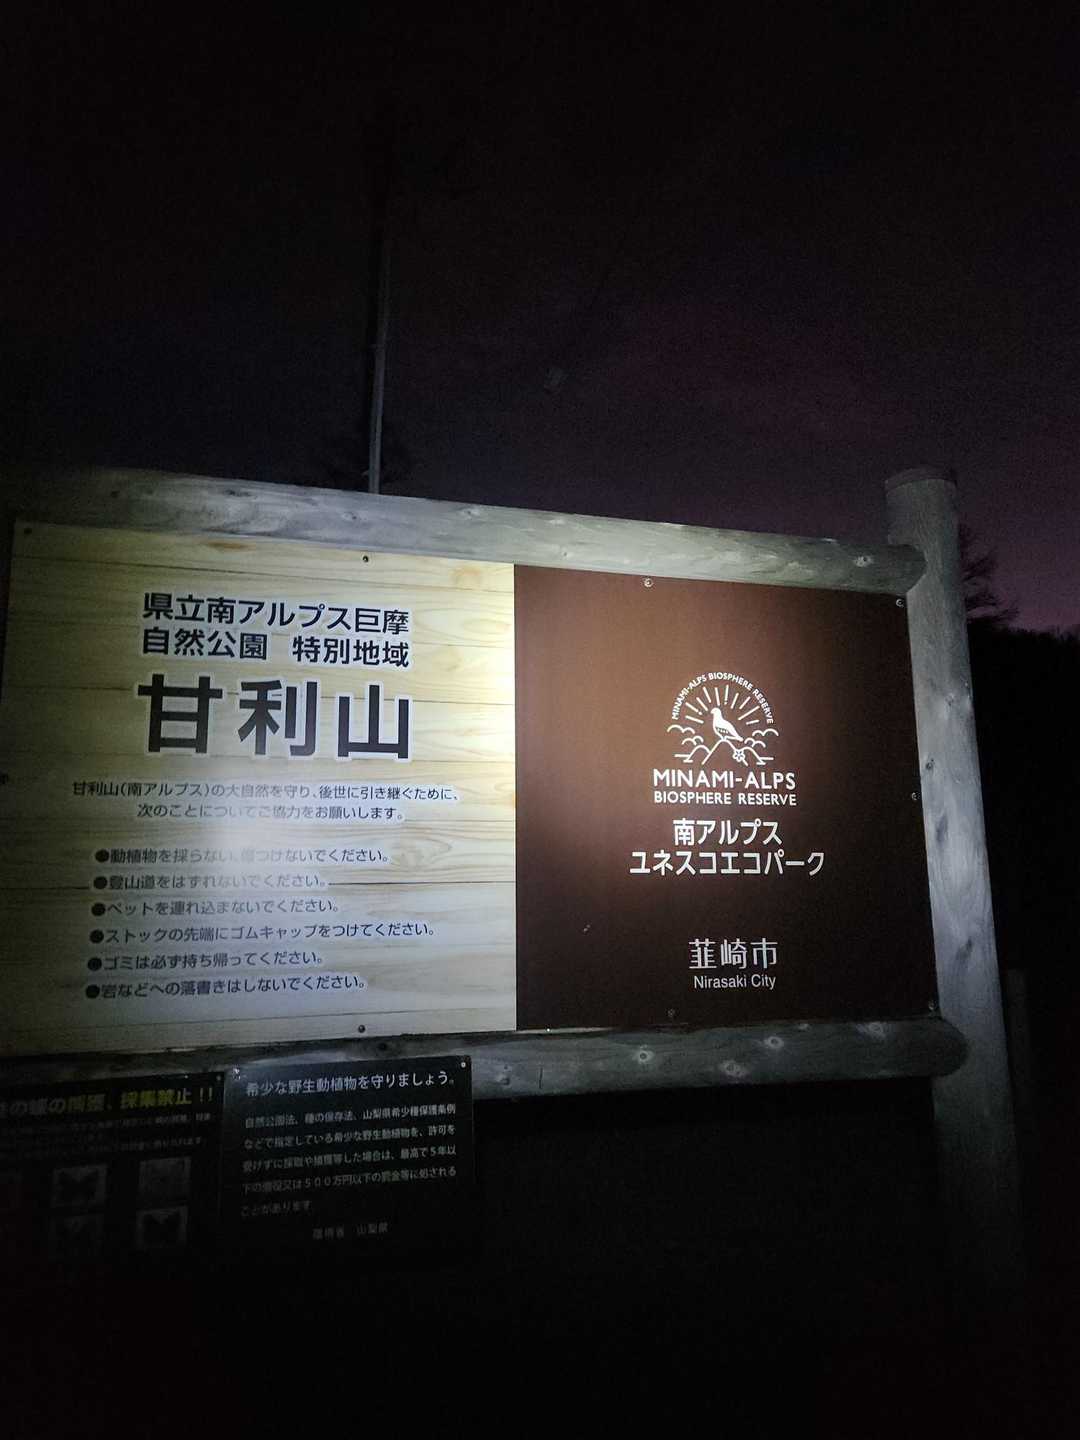 県立南アルプス巨摩
自然公園 特別地域
甘利山
甘利山(南アルプス)の大自然を守り、後世に引き継ぐために、
次のことについてご協力をお願いします。
●動植物を採らない、傷つけないでください。
●登山道をはずれないでください。
●ペットを連れ込まないでください。
●ストックの先端にゴムキャップをつけてください。
●ゴミは必ず持ち帰ってください。
●岩などへの落書きはしないでください。
MINAMI-ALPS BIOSPHERE RESERVE
MINAMI-ALPS
BIOSPHERE RESERVE
南アルプス
ユネスコエコパーク
韮崎市
Nirasaki City
の捕獲、採集禁止!!
希少な野生動植物を守りましょう。
自然公園法、種の保存法、山梨県希少種保護条例
などで指定している希少な野生動植物を、許可を
受けずに採取や捕獲等した場合は、最高で5年以
下の懲役又は500万円以下の罰金等に処される
ことがあります。
環境省 山梨県